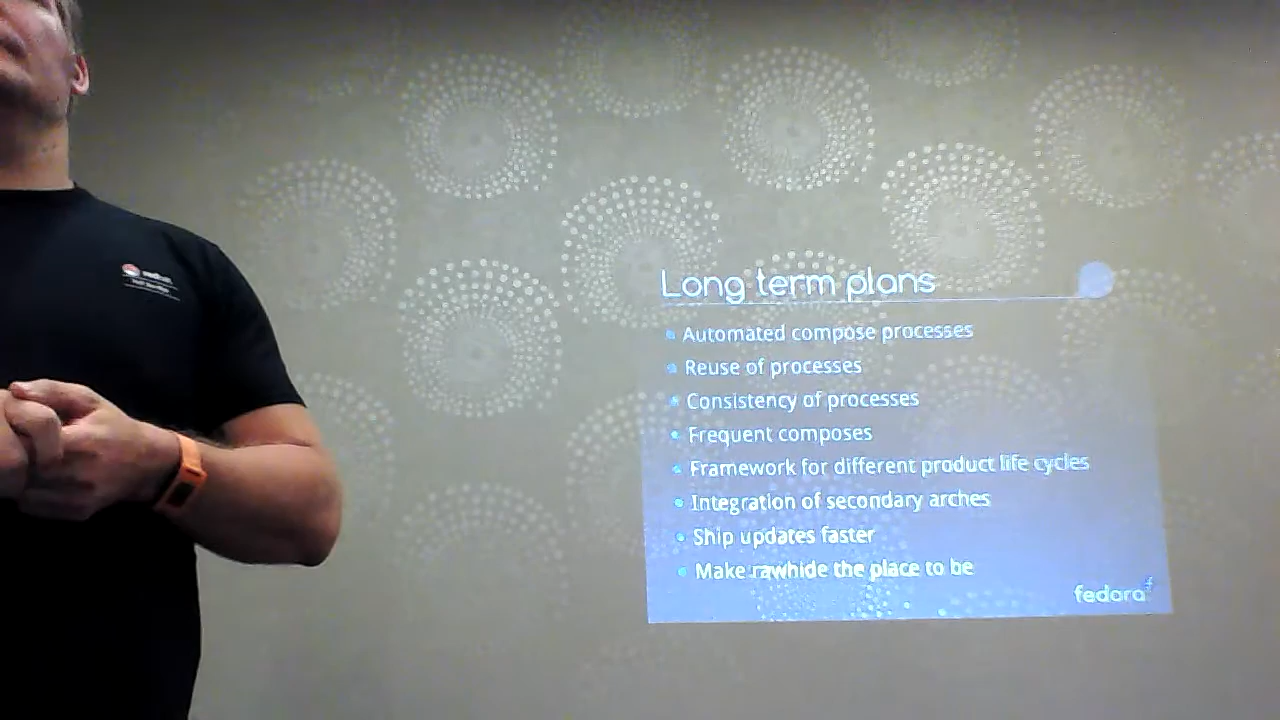 redhat
Long term plans
Automated compose processes
Reuse of processes
Consistency of processes
Frequent composes
Framework for different product life cycles
Integration of secondary arches
Ship updates faster
Make rawhide the place to be
fedora